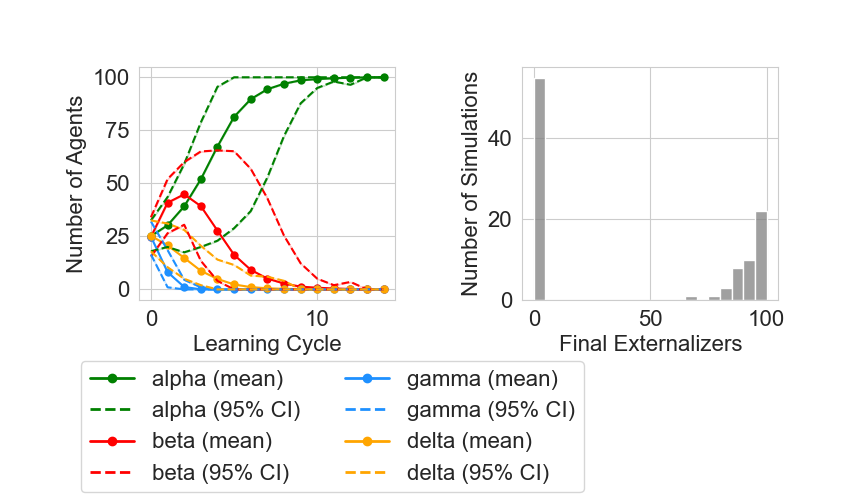 100
75
50
25
0
Number of Agents
0
10
Learning Cycle
40
20
0
Number of Simulations
0
50
100
Final Externalizers
alpha (mean)
alpha (95% CI)
beta (mean)
beta (95% CI)
gamma (mean)
gamma (95% CI)
delta (mean)
delta (95% CI)